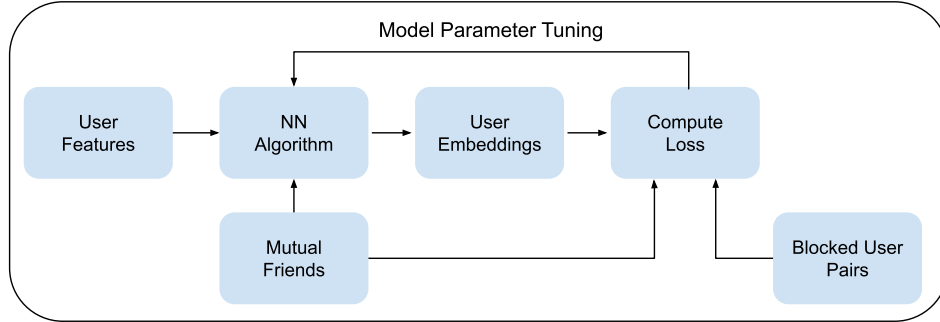 Model Parameter Tuning
User
Features
NN
Algorithm
User
Embeddings
Compute
Loss
Mutual
Friends
Blocked User
Pairs